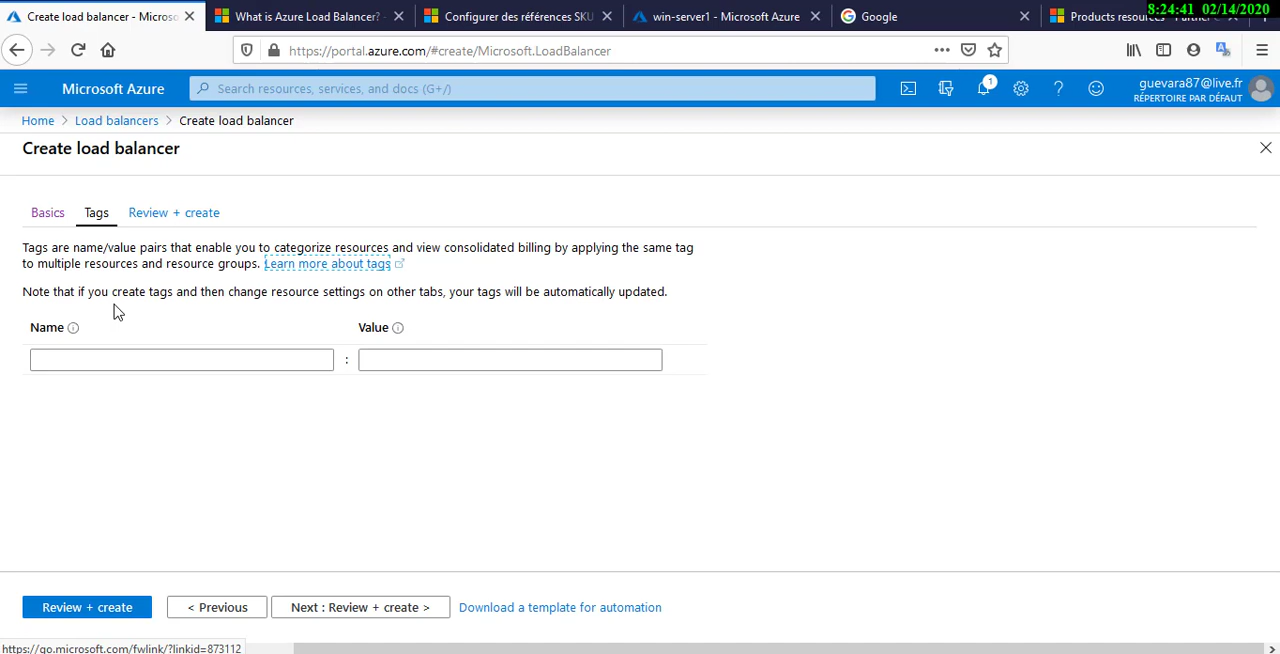 Create load balancer - Microso
What is Azure Load Balancer?
Configurer des références SKU
win-server1 - Microsoft Azure
Google
Products resou
8:24:41 02/14/2020
https://portal.azure.com/#create/Microsoft.LoadBalancer
Microsoft Azure
Search resources, services, and docs (G+/)
1
guevara87@live.fr
RÉPERTOIRE PAR DÉFAUT
Home > Load balancers > Create load balancer
Create load balancer
Basics Tags Review + create
Tags are name/value pairs that enable you to categorize resources and view consolidated billing by applying the same tag
to multiple resources and resource groups. Learn more about tags
Note that if you create tags and then change resource settings on other tabs, your tags will be automatically updated.
Name Value
:
Review + create < Previous Next : Review + create > Download a template for automation
https://go.microsoft.com/fwlink/?linkid=873112